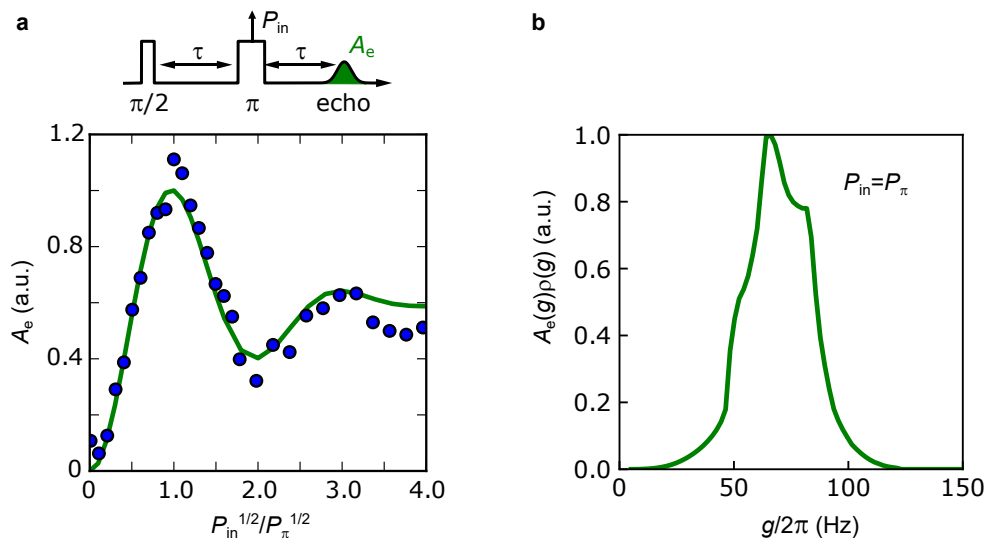 a
P_in
A_e
τ τ
π/2 π echo
1.2
0.8
0.4
0
A_e (a.u.)
0 1.0 2.0 3.0 4.0
P_in^1/2/P_π^1/2
b
P_in=P_π
1.0
0.8
0.6
0.4
0.2
0.0
A_e(g)ρ(g) (a.u.)
0 50 100 150
g/2π (Hz)